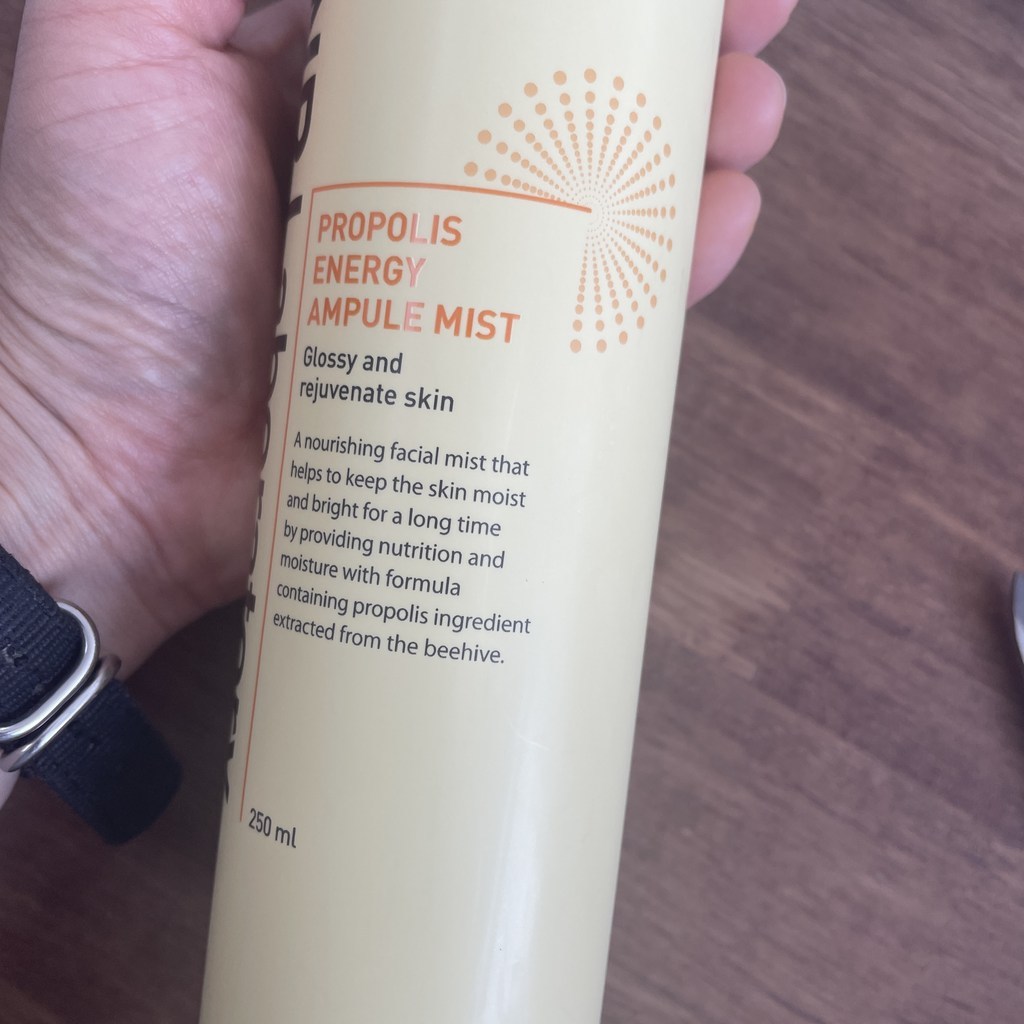 PROPOLIS
ENERGY
AMPULE MIST
Glossy and
rejuvenate skin
A nourishing facial mist that
helps to keep the skin moist
and bright for a long time
by providing nutrition and
moisture with formula
containing propolis ingredient
extracted from the beehive.
250 ml